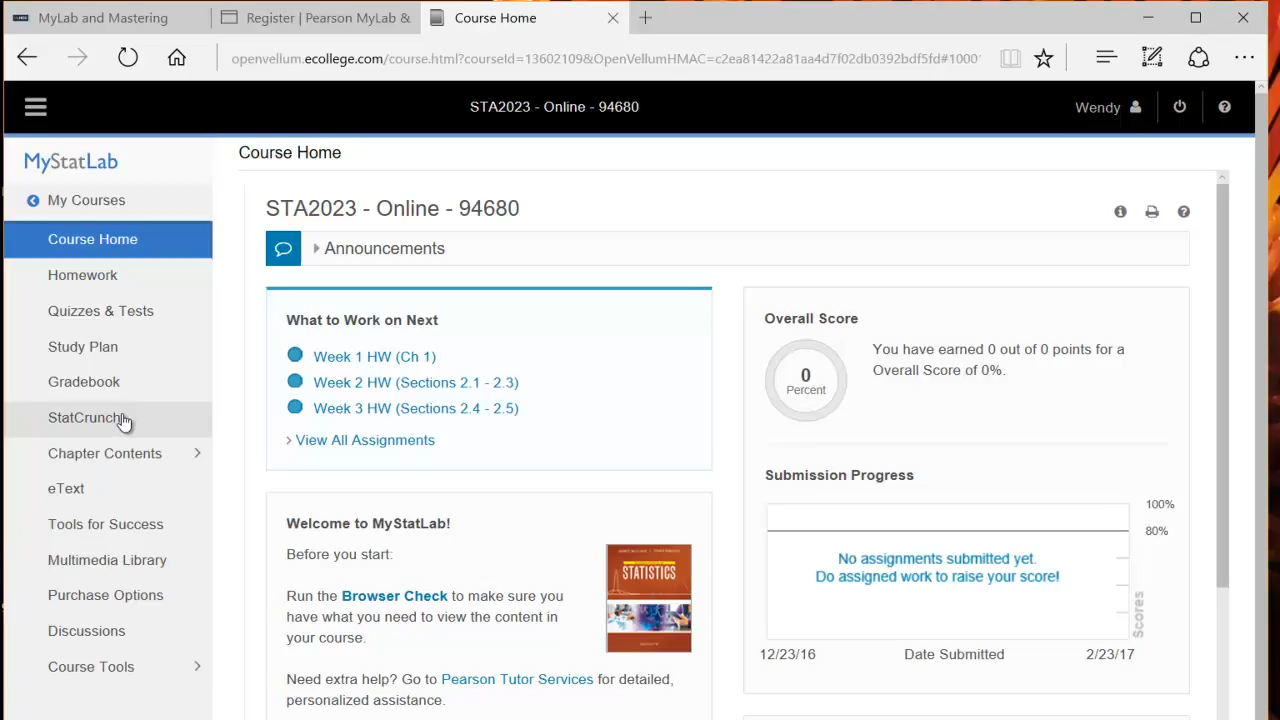 MyLab and Mastering
Register | Pearson MyLab &
Course Home
openvellum.ecollege.com/course.html?courseId=13602109&OpenVellumHMAC=c2ea81422a81aa4d7f02db0392bdf5fd#1000
STA2023 - Online - 94680
Wendy
MyStatLab
My Courses
Course Home
Homework
Quizzes & Tests
Study Plan
Gradebook
StatCrunch
Chapter Contents
eText
Tools for Success
Multimedia Library
Purchase Options
Discussions
Course Tools
Course Home
STA2023 - Online - 94680
Announcements
What to Work on Next
Week 1 HW (Ch 1)
Week 2 HW (Sections 2.1 - 2.3)
Week 3 HW (Sections 2.4 - 2.5)
View All Assignments
Welcome to MyStatLab!
Before you start:
Run the Browser Check to make sure you
have what you need to view the content in
your course.
Need extra help? Go to Pearson Tutor Services for detailed,
personalized assistance.
STATISTICS
Overall Score
0
Percent
You have earned 0 out of 0 points for a
Overall Score of 0%.
Submission Progress
100%
80%
No assignments submitted yet.
Do assigned work to raise your score!
Scores
12/23/16
Date Submitted
2/23/17